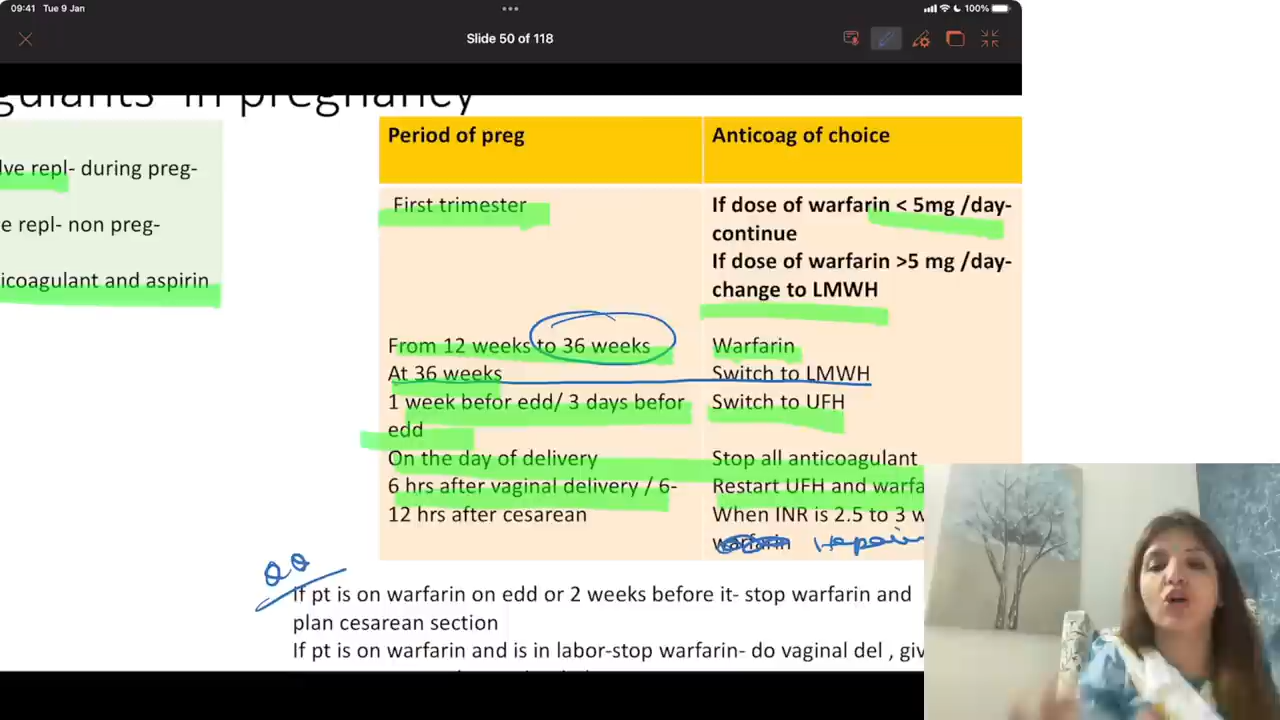 09:41 Tue 9 Jan
100%
Slide 50 of 118
gulants in pregnancy
lve repl- during preg-
e repl- non preg-
icoagulant and aspirin
Period of preg
Anticoag of choice
First trimester
If dose of warfarin < 5mg /day-
continue
If dose of warfarin >5 mg /day-
change to LMWH
From 12 weeks to 36 weeks
Warfarin
At 36 weeks
Switch to LMWH
1 week befor edd/ 3 days befor
edd
Switch to UFH
On the day of delivery
Stop all anticoagulant
6 hrs after vaginal delivery / 6-
12 hrs after cesarean
Restart UFH and warfa
When INR is 2.5 to 3 w
warfarin Heparin
If pt is on warfarin on edd or 2 weeks before it- stop warfarin and
plan cesarean section
If pt is on warfarin and is in labor-stop warfarin- do vaginal del , giv